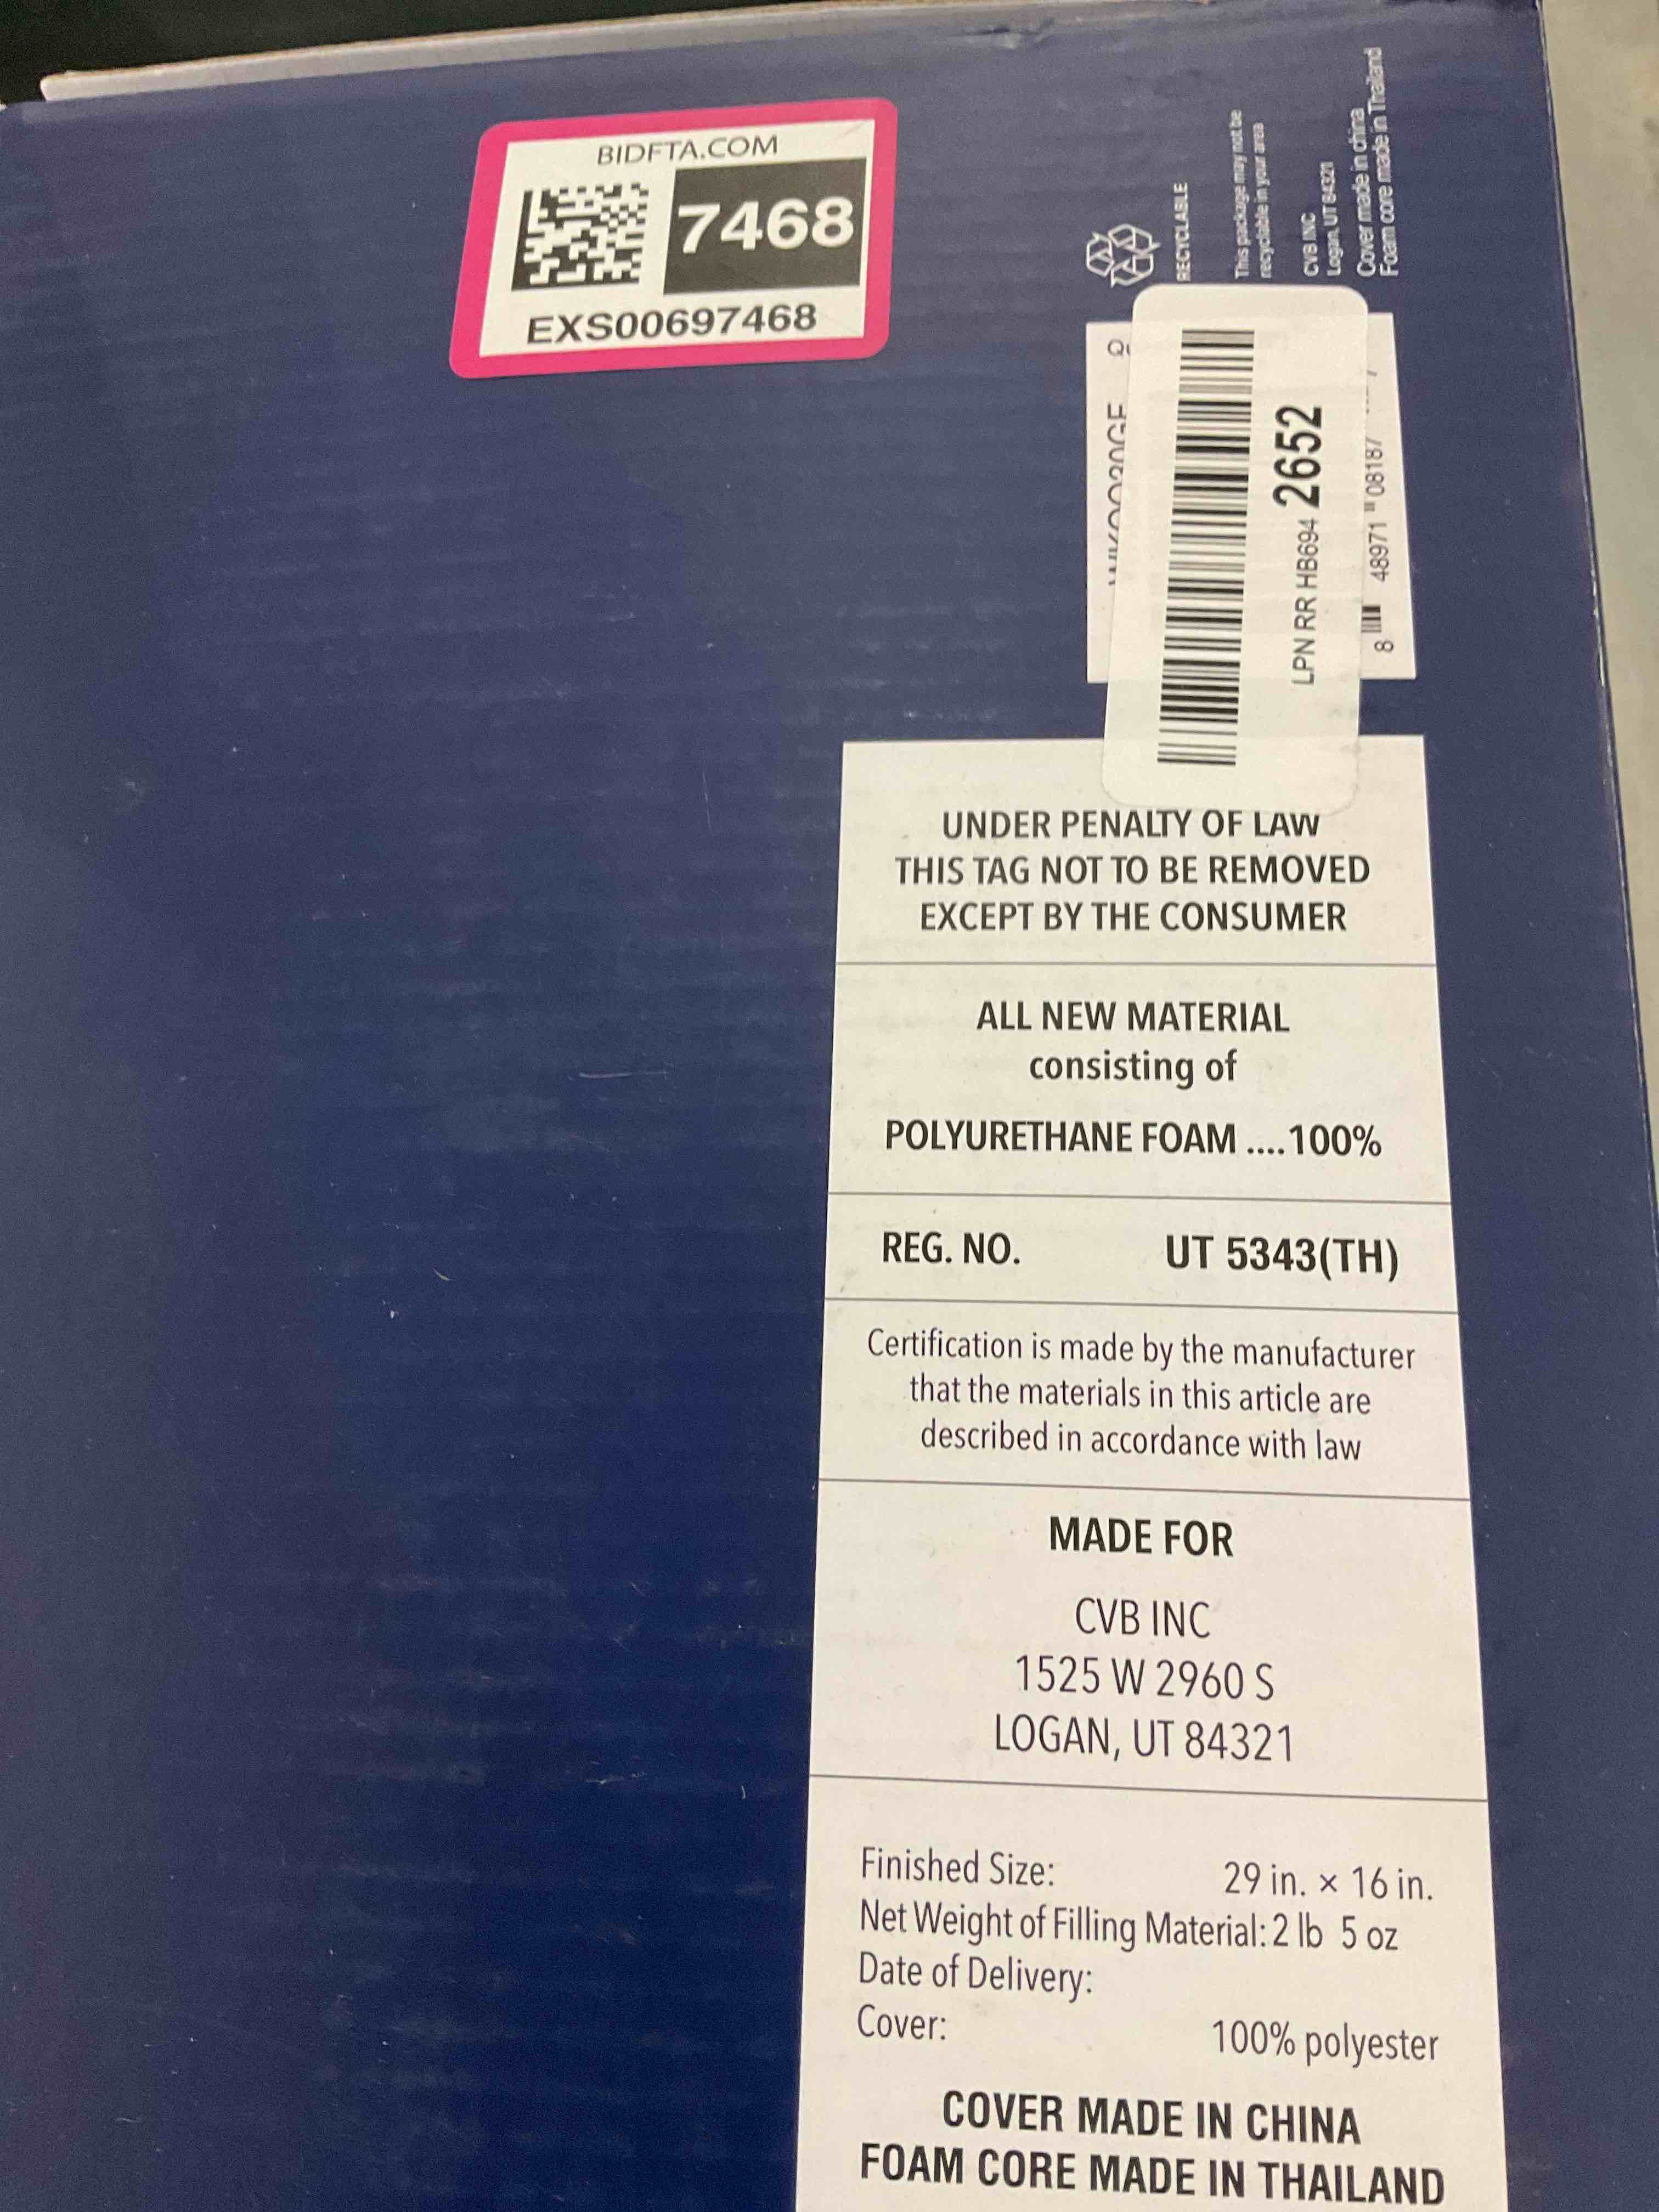 BIDFTA.COM
7468
EXS00697468
RECYCLABLE
This package may not be
recyclable in your area
CVB INC
Logan, UT 84321
Cover made in china
Foam core made in Thailand
LPN RR HB694 2652
8 48971 08187
UNDER PENALTY OF LAW
THIS TAG NOT TO BE REMOVED
EXCEPT BY THE CONSUMER
ALL NEW MATERIAL
consisting of
POLYURETHANE FOAM ....100%
REG. NO. UT 5343(TH)
Certification is made by the manufacturer
that the materials in this article are
described in accordance with law
MADE FOR
CVB INC
1525 W 2960 S
LOGAN, UT 84321
Finished Size: 29 in. × 16 in.
Net Weight of Filling Material: 2 lb 5 oz
Date of Delivery:
Cover: 100% polyester
COVER MADE IN CHINA
FOAM CORE MADE IN THAILAND